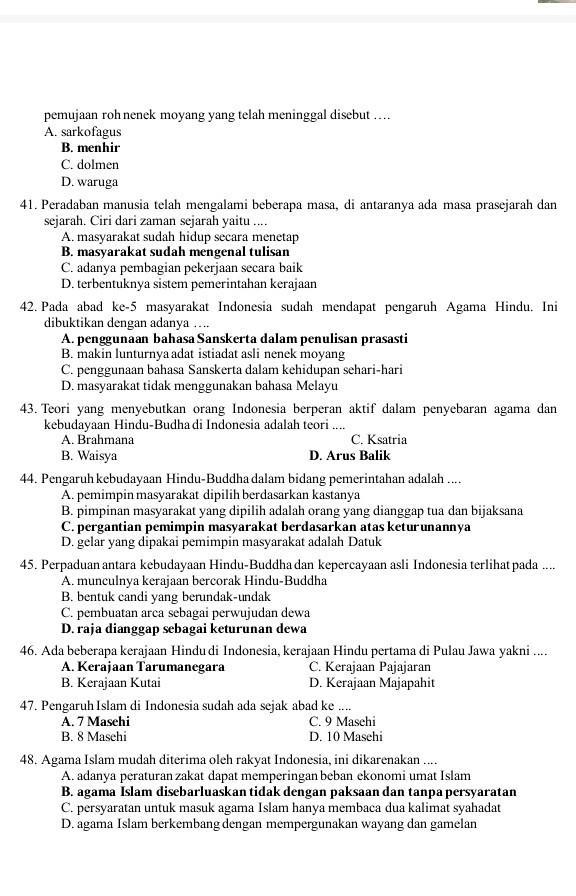 pemujaan roh nenek moyang yang telah meninggal disebut ….
A. sarkofagus
B. menhir
C. dolmen
D. waruga
41. Peradaban manusia telah mengalami beberapa masa, di antaranya ada masa prasejarah dan
sejarah. Ciri dari zaman sejarah yaitu ....
A. masyarakat sudah hidup secara menetap
B. masyarakat sudah mengenal tulisan
C. adanya pembagian pekerjaan secara baik
D. terbentuknya sistem pemerintahan kerajaan
42. Pada abad ke-5 masyarakat Indonesia sudah mendapat pengaruh Agama Hindu. Ini
dibuktikan dengan adanya ….
A. penggunaan bahasa Sanskerta dalam penulisan prasasti
B. makin lunturnya adat istiadat asli nenek moyang
C. penggunaan bahasa Sanskerta dalam kehidupan sehari-hari
D. masyarakat tidak menggunakan bahasa Melayu
43. Teori yang menyebutkan orang Indonesia berperan aktif dalam penyebaran agama dan
kebudayaan Hindu-Budha di Indonesia adalah teori ....
A. Brahmana C. Ksatria
B. Waisya D. Arus Balik
44. Pengaruh kebudayaan Hindu-Buddha dalam bidang pemerintahan adalah ....
A. pemimpin masyarakat dipilih berdasarkan kastanya
B. pimpinan masyarakat yang dipilih adalah orang yang dianggap tua dan bijaksana
C. pergantian pemimpin masyarakat berdasarkan atas keturunannya
D. gelar yang dipakai pemimpin masyarakat adalah Datuk
45. Perpaduan antara kebudayaan Hindu-Buddha dan kepercayaan asli Indonesia terlihat pada ....
A. munculnya kerajaan bercorak Hindu-Buddha
B. bentuk candi yang berundak-undak
C. pembuatan arca sebagai perwujudan dewa
D. raja dianggap sebagai keturunan dewa
46. Ada beberapa kerajaan Hindu di Indonesia, kerajaan Hindu pertama di Pulau Jawa yakni ....
A. Kerajaan Tarumanegara C. Kerajaan Pajajaran
B. Kerajaan Kutai D. Kerajaan Majapahit
47. Pengaruh Islam di Indonesia sudah ada sejak abad ke ....
A. 7 Masehi C. 9 Masehi
B. 8 Masehi D. 10 Masehi
48. Agama Islam mudah diterima oleh rakyat Indonesia, ini dikarenakan ....
A. adanya peraturan zakat dapat memperingan beban ekonomi umat Islam
B. agama Islam disebarluaskan tidak dengan paksaan dan tanpa persyaratan
C. persyaratan untuk masuk agama Islam hanya membaca dua kalimat syahadat
D. agama Islam berkembang dengan mempergunakan wayang dan gamelan